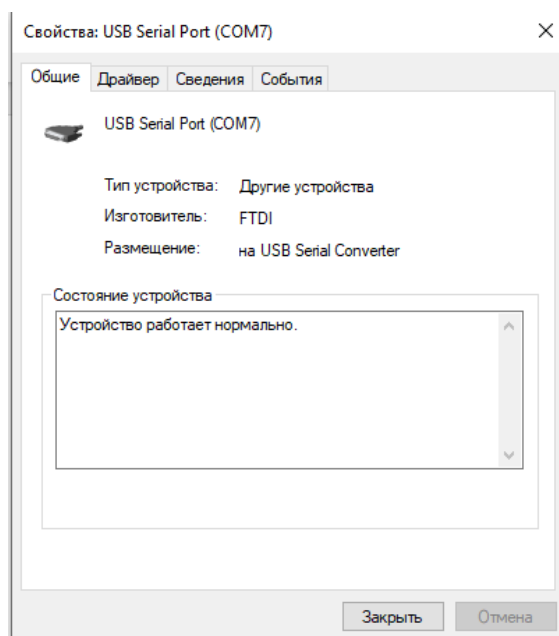 Свойства: USB Serial Port (COM7)
Общие Драйвер Сведения События
USB Serial Port (COM7)
Тип устройства: Другие устройства
Изготовитель: FTDI
Размещение: на USB Serial Converter
Состояние устройства
Устройство работает нормально.
Закрыть Отмена